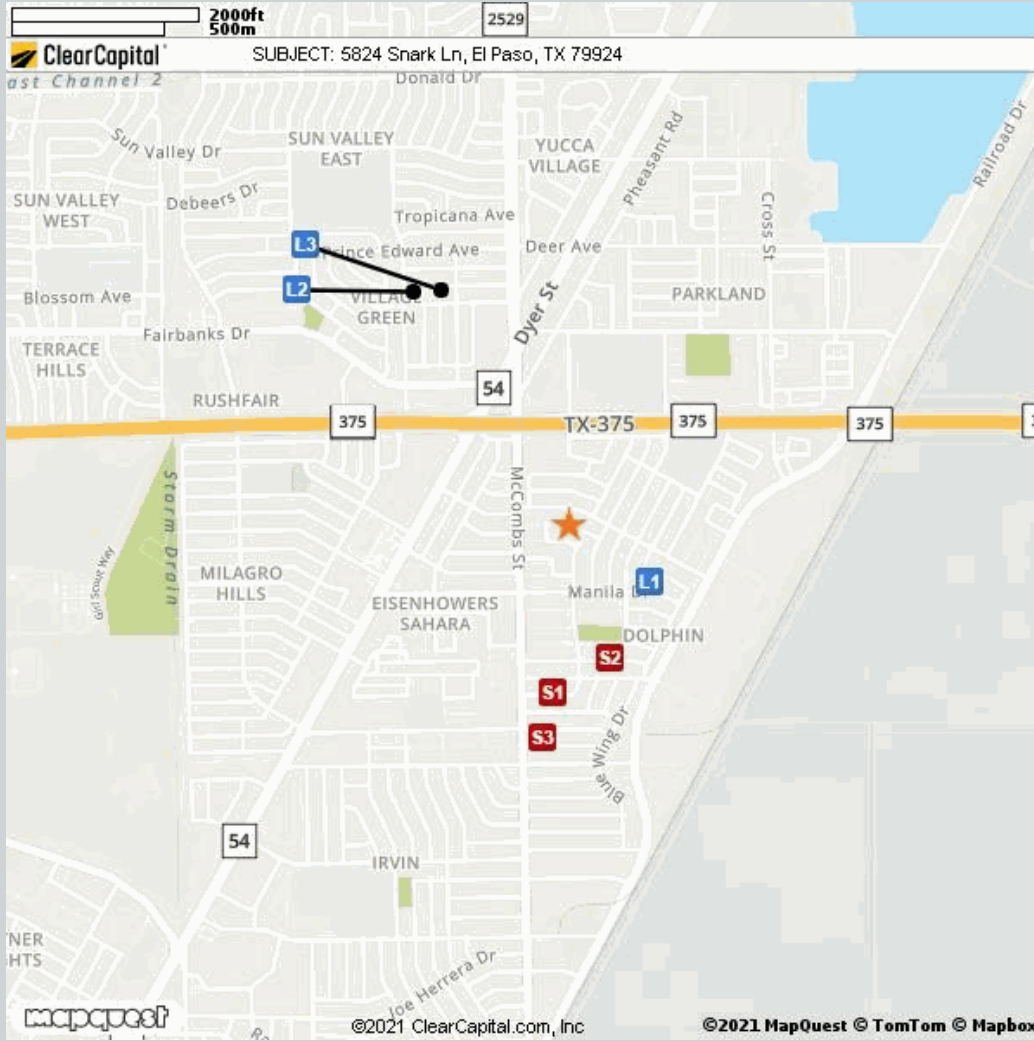 2000ft
500m
2529
ClearCapital
SUBJECT: 5824 Snark Ln, El Paso, TX 79924
ast Channel 2
Donald Dr
Sun Valley Dr
SUN VALLEY
EAST
YUCCA
VILLAGE
Pheasant Rd
Railroad Dr
SUN VALLEY
WEST
Debeers Dr
Tropicana Ave
Cross St
L3
Prince Edward Ave
Deer Ave
L2
Blossom Ave
VILLAGE
GREEN
PARKLAND
Dyer St
Fairbanks Dr
TERRACE
HILLS
54
RUSHFAIR
375
TX-375
375
375
Storm Drain
McCombs St
Girl Scout Way
MILAGRO
HILLS
L1
Manila D
EISENHOWERS
SAHARA
DOLPHIN
S2
S1
S3
Blue Wing Dr
54
IRVIN
NER
HTS
Joe Herrera Dr
mapquest
©2021 ClearCapital.com, Inc
©2021 MapQuest © TomTom © Mapbox